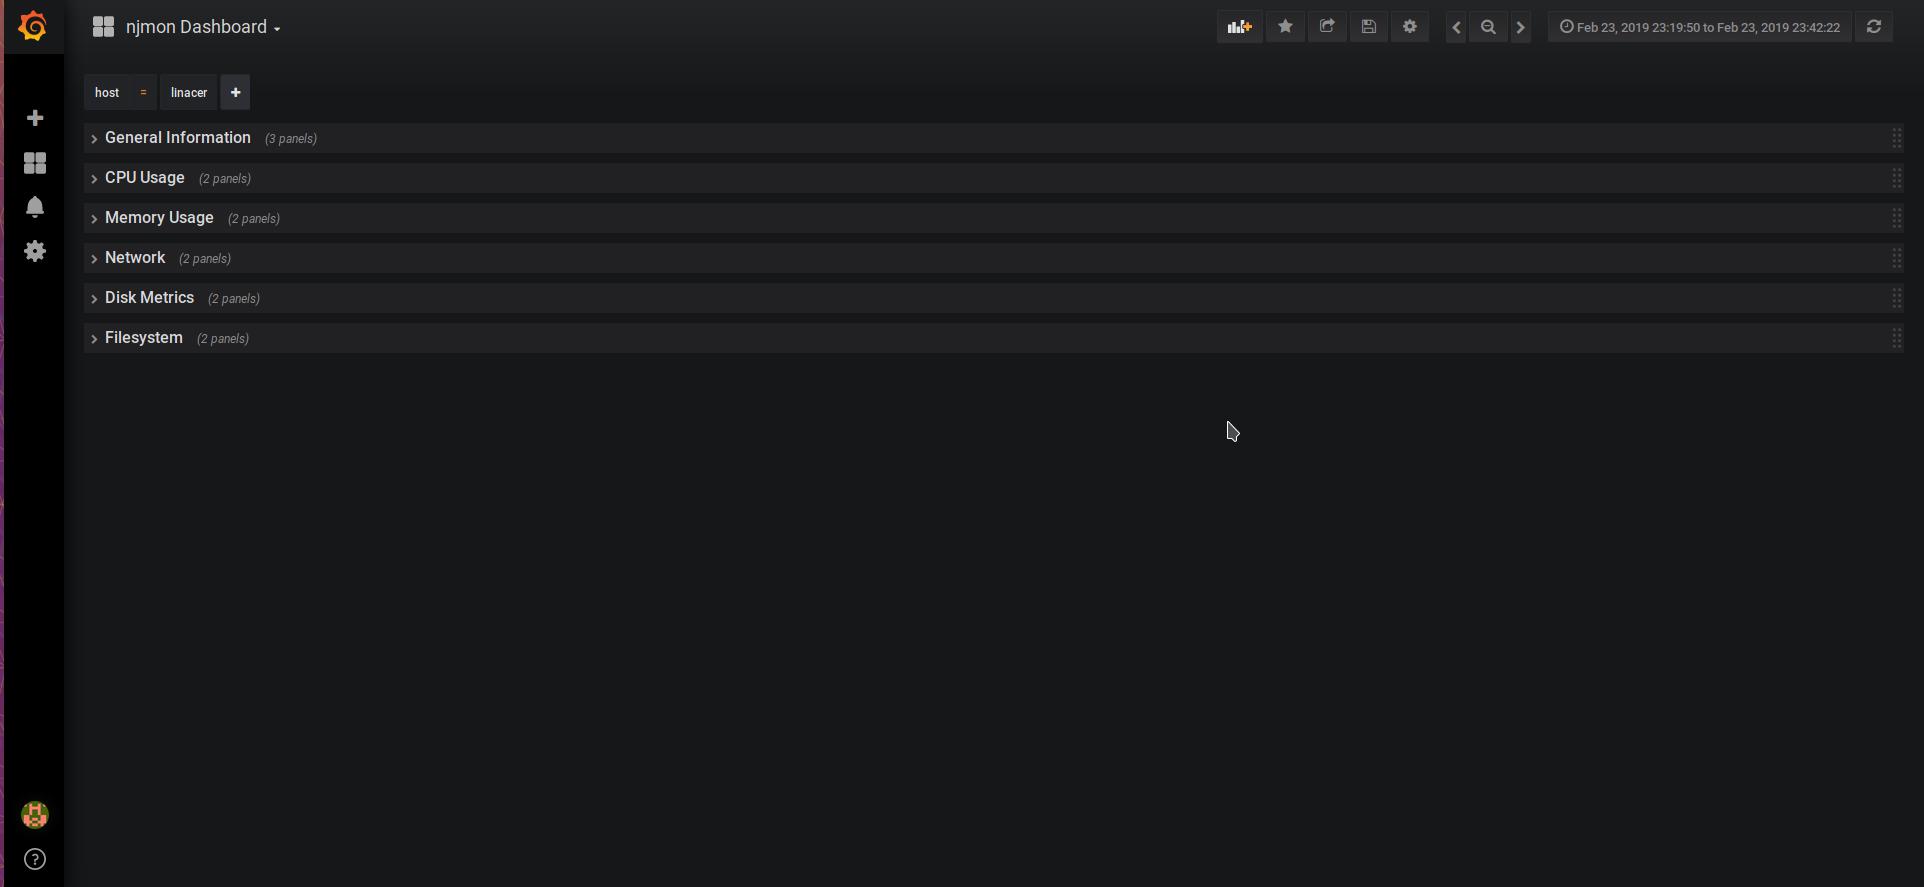 njmon Dashboard
Feb 23, 2019 23:19:50 to Feb 23, 2019 23:42:22
host = linacer +
General Information (3 panels)
CPU Usage (2 panels)
Memory Usage (2 panels)
Network (2 panels)
Disk Metrics (2 panels)
Filesystem (2 panels)
?